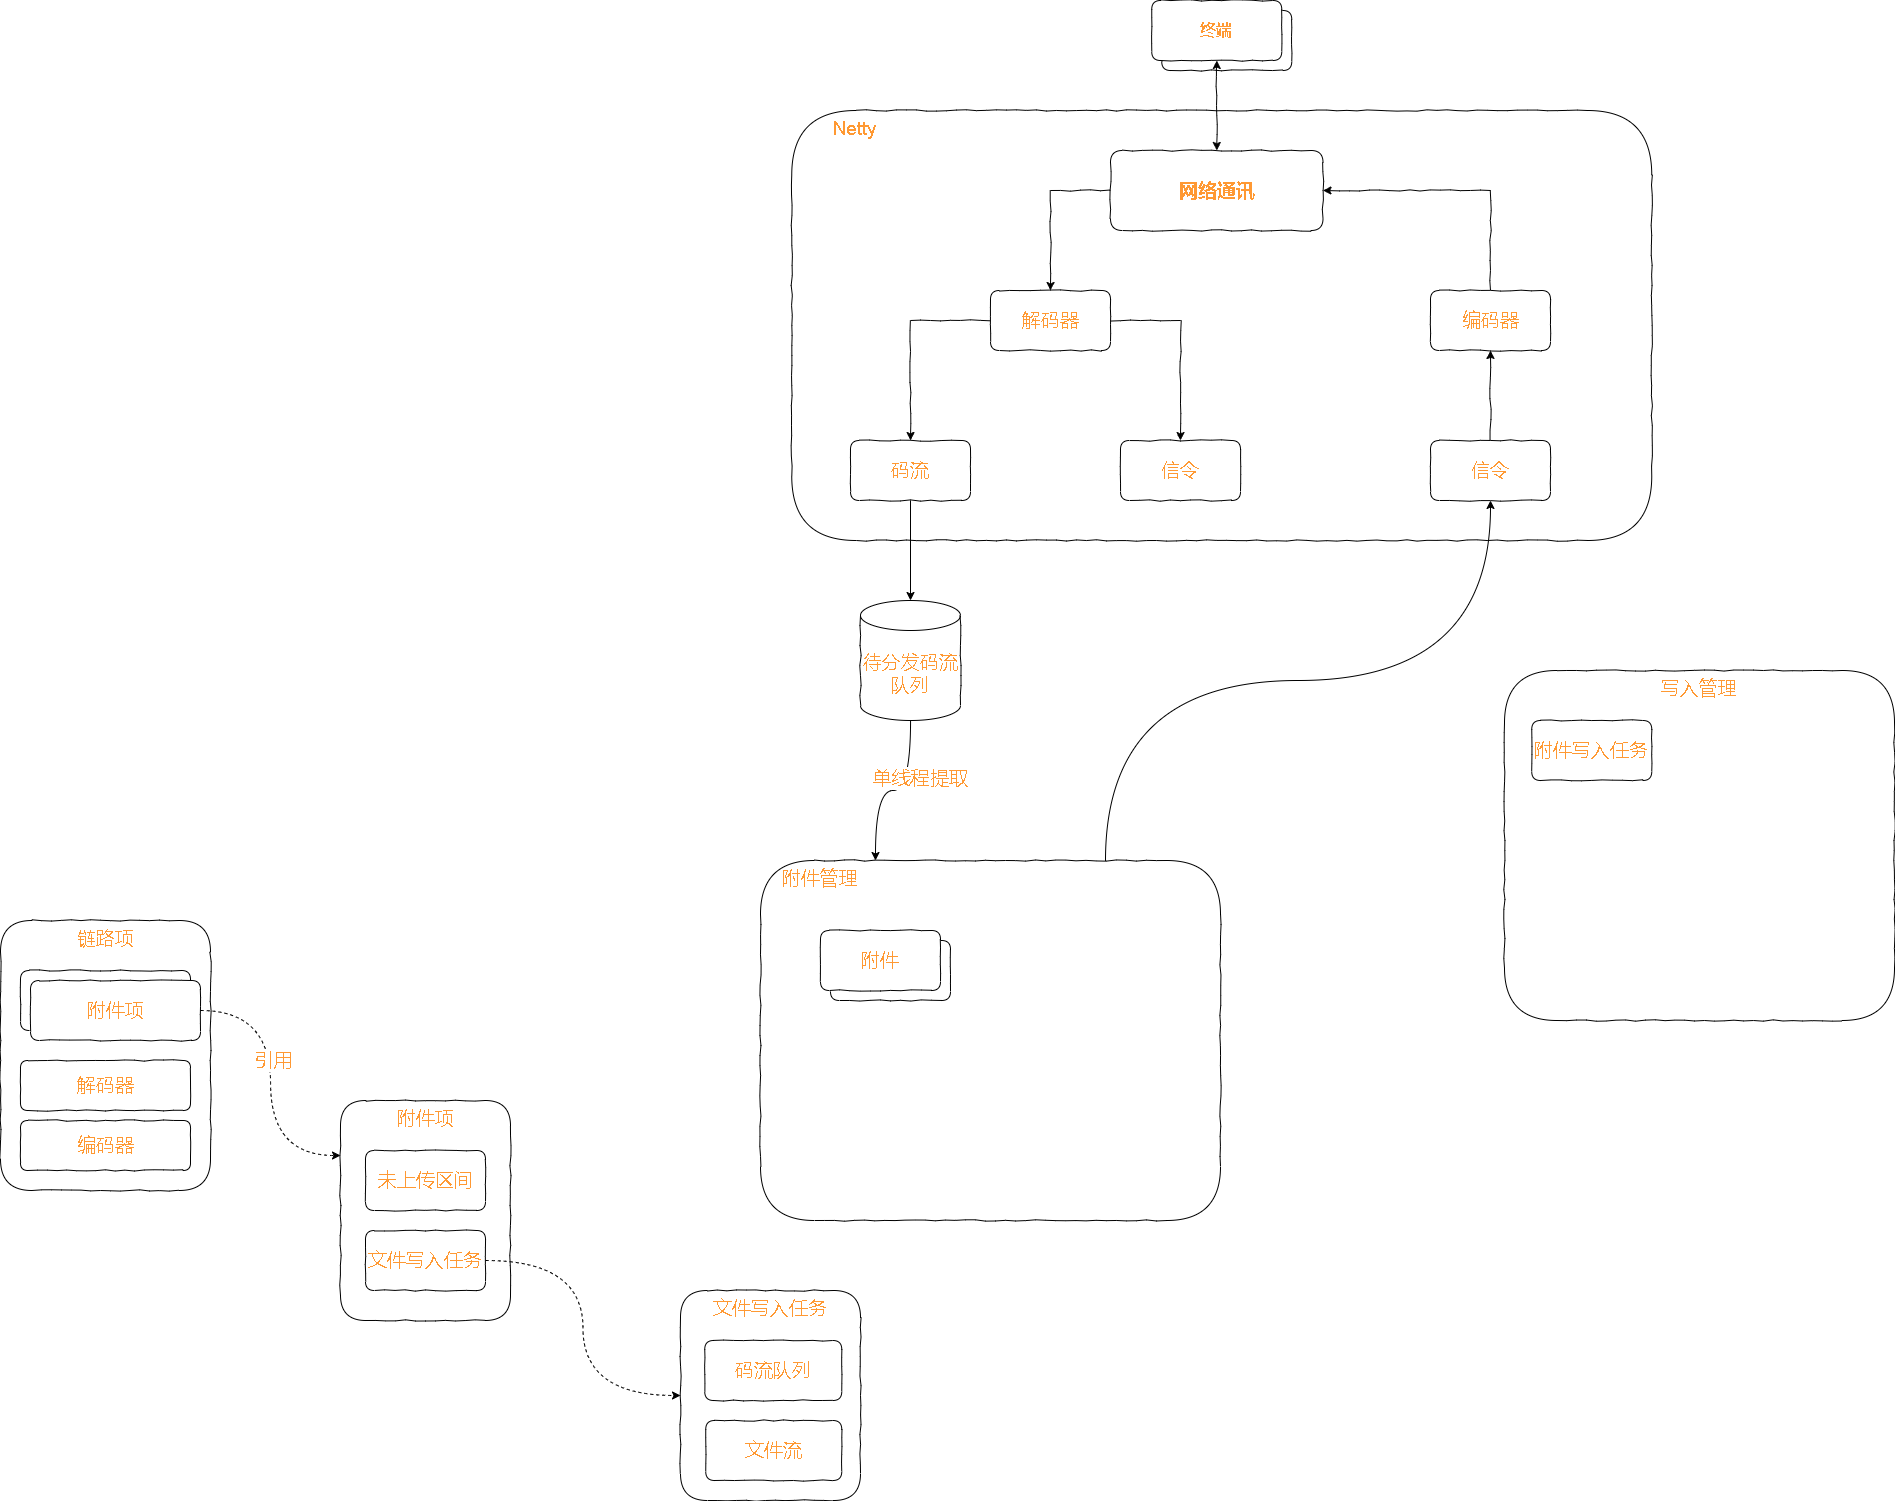 终端
Netty
网络通讯
解码器
编码器
码流
信令
信令
待分发码流
队列
单线程提取
写入管理
附件写入任务
附件管理
附件
链路项
附件项
解码器
编码器
引用
附件项
未上传区间
文件写入任务
文件写入任务
码流队列
文件流